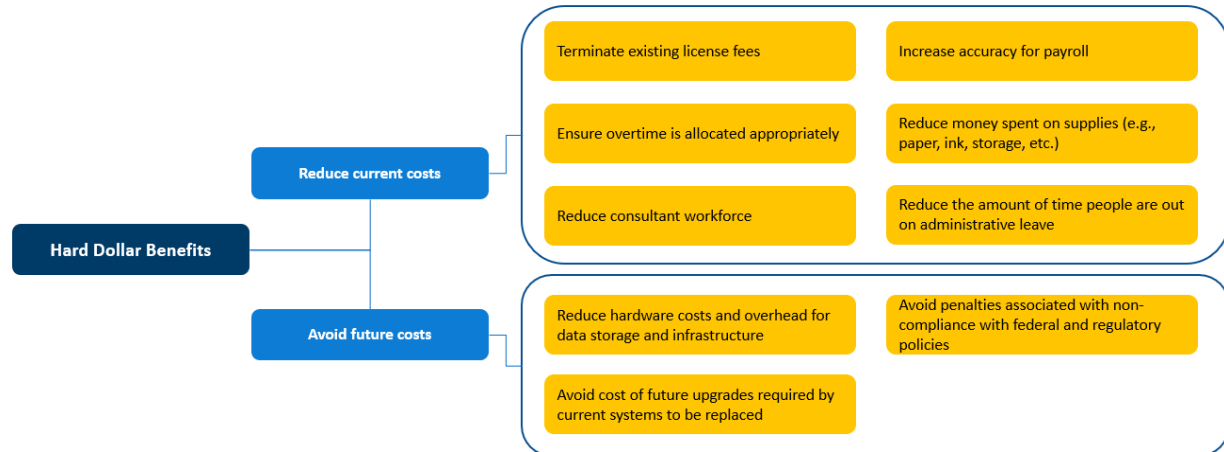 Hard Dollar Benefits
Reduce current costs
Terminate existing license fees
Increase accuracy for payroll
Ensure overtime is allocated appropriately
Reduce money spent on supplies (e.g.,
paper, ink, storage, etc.)
Reduce consultant workforce
Reduce the amount of time people are out
on administrative leave
Avoid future costs
Reduce hardware costs and overhead for
data storage and infrastructure
Avoid penalties associated with non-
compliance with federal and regulatory
policies
Avoid cost of future upgrades required by
current systems to be replaced